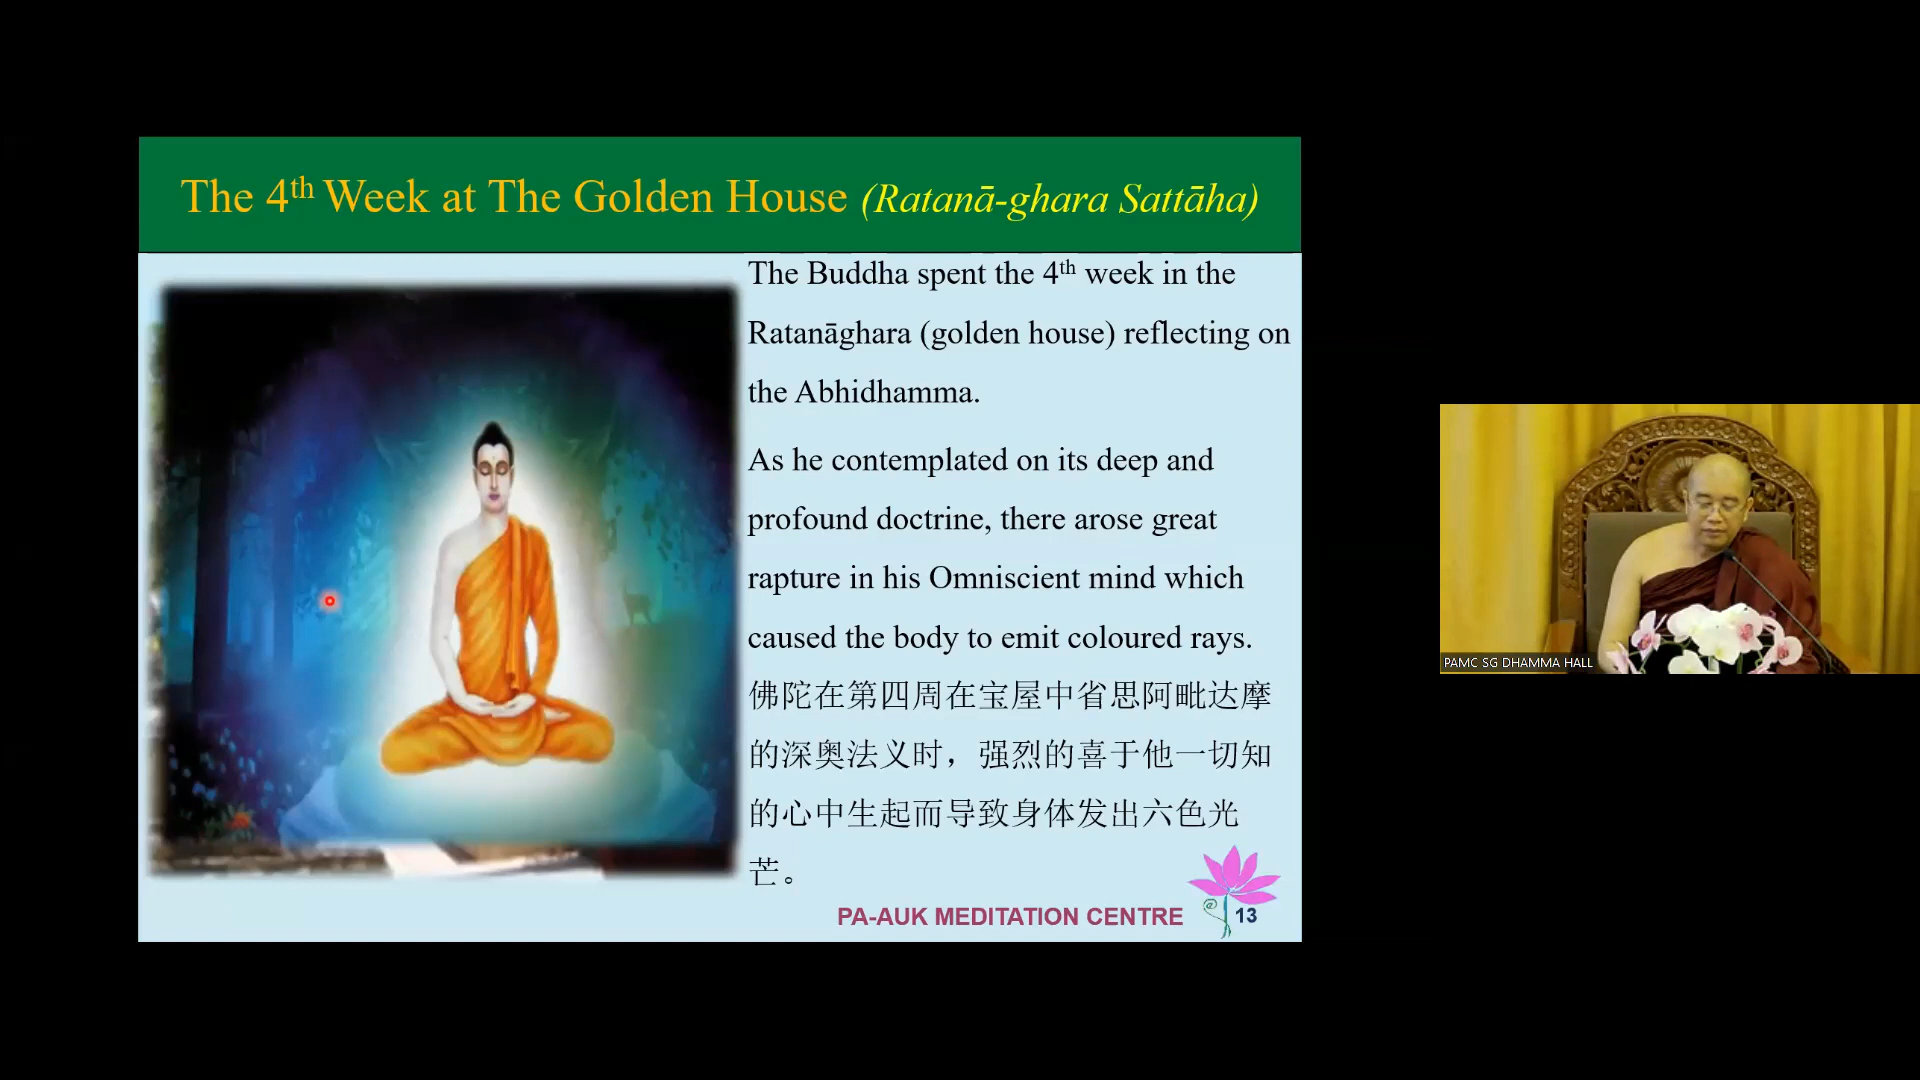 The 4th Week at The Golden House (Ratanā-ghara Sattāha)
The Buddha spent the 4th week in the
Ratanāghara (golden house) reflecting on
the Abhidhamma.
As he contemplated on its deep and
profound doctrine, there arose great
rapture in his Omniscient mind which
caused the body to emit coloured rays.
佛陀在第四周在宝屋中省思阿毗达摩
的深奥法义时，强烈的喜于他一切知
的心中生起而导致身体发出六色光
芒。
PA-AUK MEDITATION CENTRE
@ 13
PAMC SG DHAMMA HALL